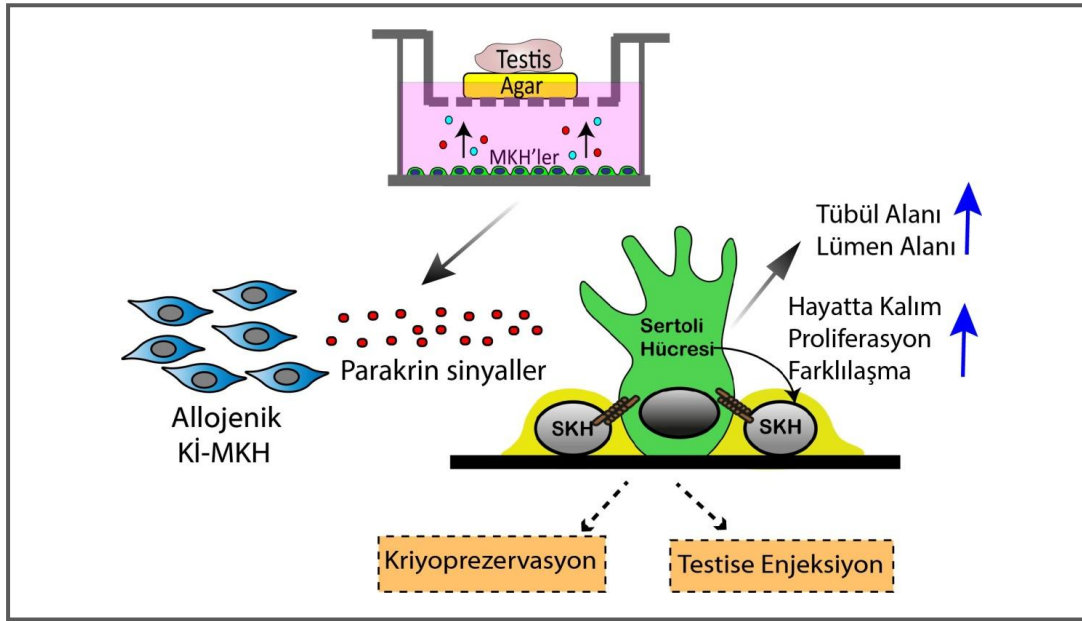 Testis
Agar
MKH'ler
Tübül Alanı
Lümen Alanı
Hayatta Kalım
Proliferasyon
Farklılaşma
Sertoli
Hücresi
Parakrin sinyaller
Allojenik
Kİ-MKH
SKH
SKH
Kriyoprezervasyon
Testise Enjeksiyon